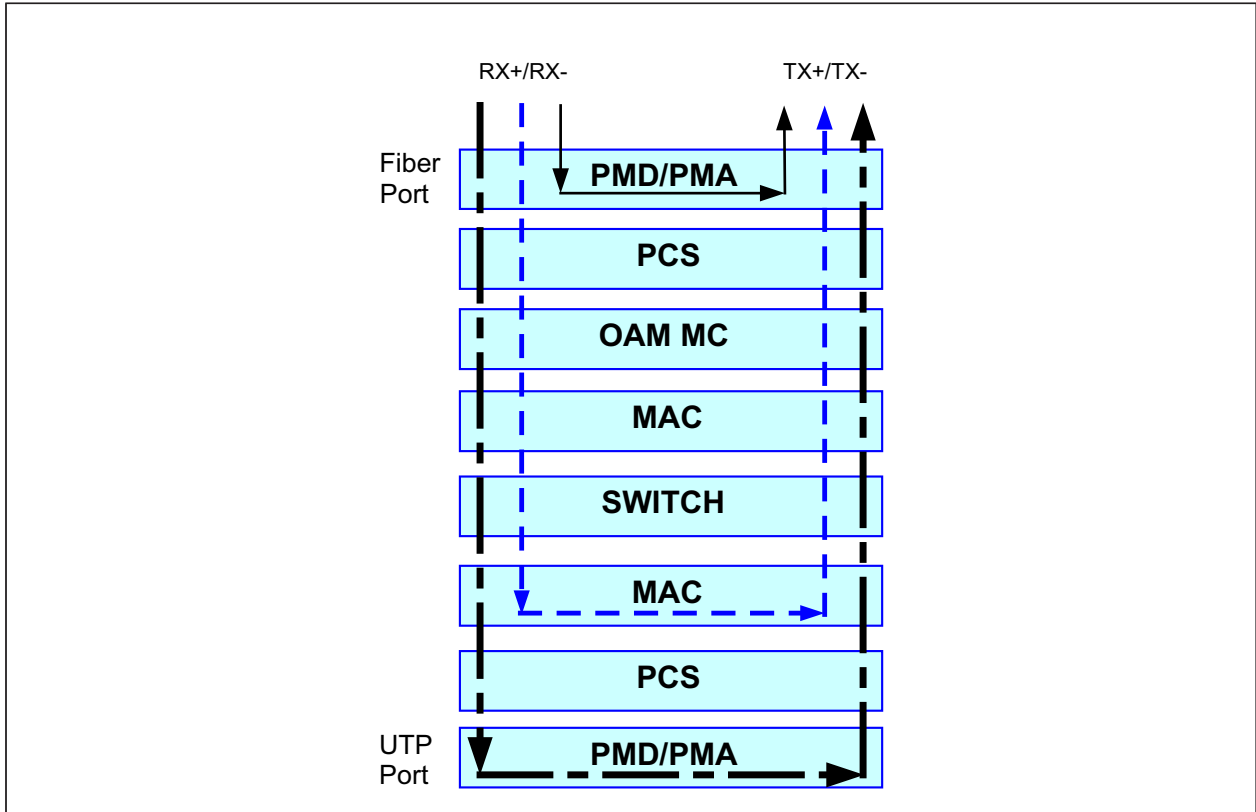 RX+/RX-
TX+/TX-
Fiber
Port
PMD/PMA
PCS
OAM MC
MAC
SWITCH
MAC
PCS
UTP
Port
PMD/PMA